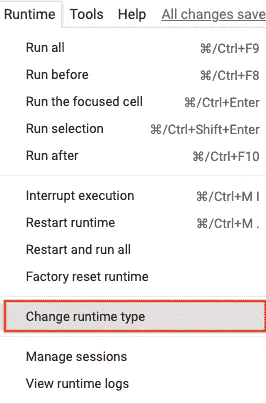 Runtime Tools Help All changes save
Run all ⌘/Ctrl+F9
Run before ⌘/Ctrl+F8
Run the focused cell ⌘/Ctrl+Enter
Run selection ⌘/Ctrl+Shift+Enter
Run after ⌘/Ctrl+F10
Interrupt execution ⌘/Ctrl+M I
Restart runtime ⌘/Ctrl+M .
Restart and run all
Factory reset runtime
Change runtime type
Manage sessions
View runtime logs